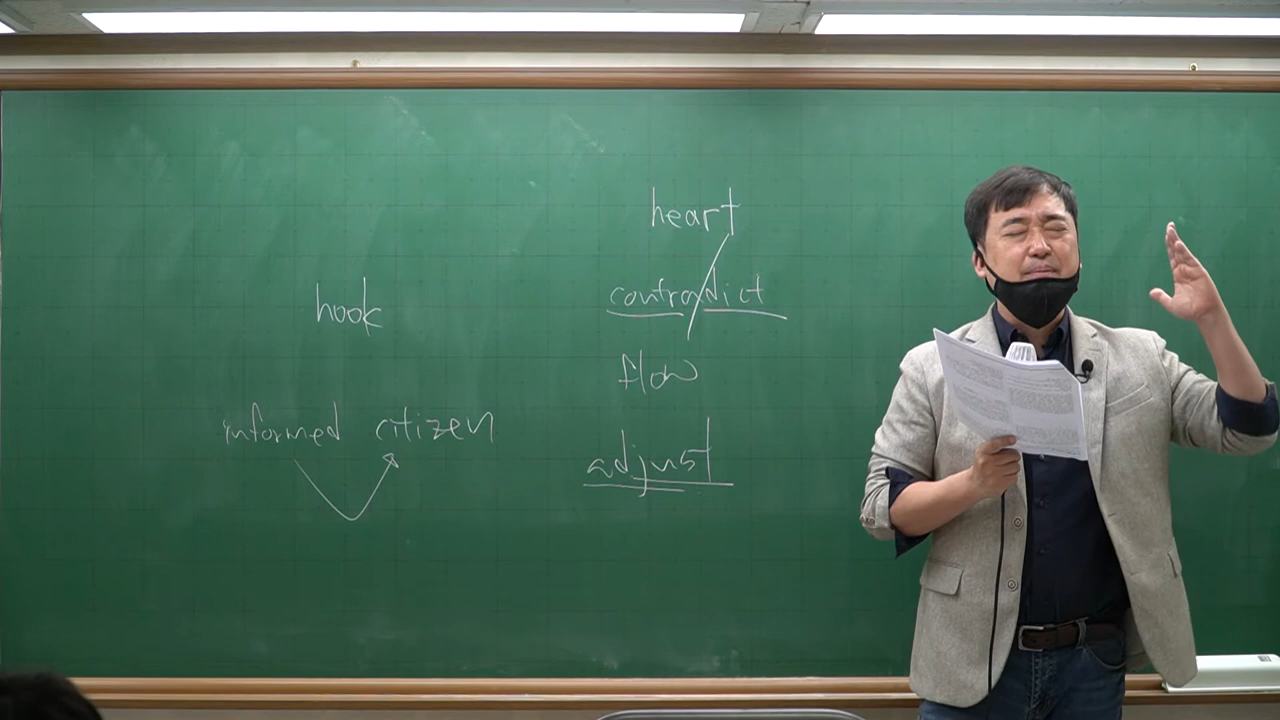 hook
informed citizen
heart
contradict
flow
adjust